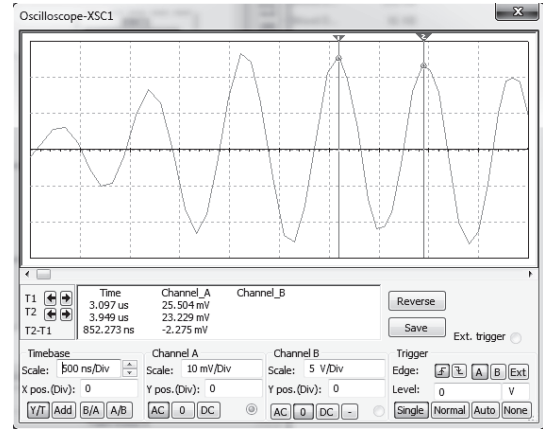 Oscilloscope-XSC1
1 2
Time Channel_A Channel_B
T1 3.097 us 25.504 mV
T2 3.949 us 23.229 mV
T2-T1 852.273 ns -2.275 mV
Reverse
Save
Ext. trigger
Timebase Channel A Channel B Trigger
Scale: 500 ns/Div Scale: 10 mV/Div Scale: 5 V/Div Edge: A B Ext
X pos.(Div): 0 Y pos.(Div): 0 Y pos.(Div): 0 Level: 0 V
Y/T Add B/A A/B AC 0 DC AC 0 DC - Single Normal Auto None